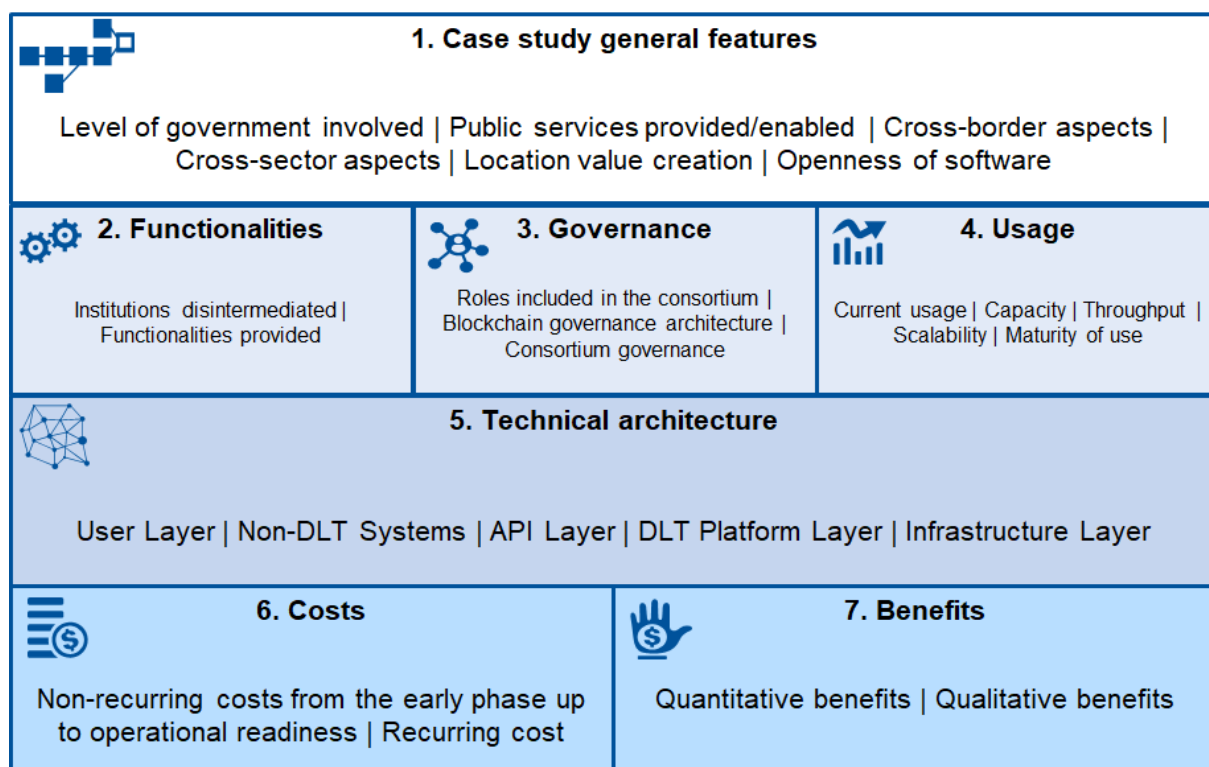 1. Case study general features
Level of government involved | Public services provided/enabled | Cross-border aspects |
Cross-sector aspects | Location value creation | Openness of software
2. Functionalities
Institutions disintermediated |
Functionalities provided
3. Governance
Roles included in the consortium |
Blockchain governance architecture |
Consortium governance
4. Usage
Current usage | Capacity | Throughput |
Scalability | Maturity of use
5. Technical architecture
User Layer | Non-DLT Systems | API Layer | DLT Platform Layer | Infrastructure Layer
6. Costs
Non-recurring costs from the early phase up
to operational readiness | Recurring cost
7. Benefits
Quantitative benefits | Qualitative benefits